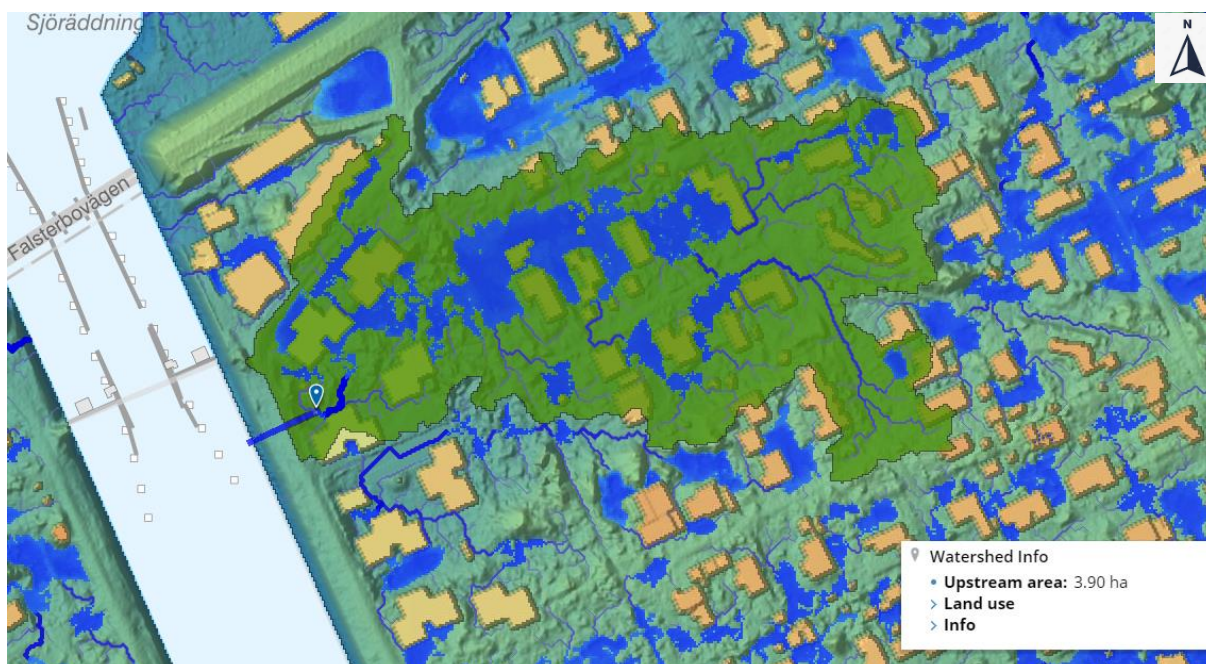 Sjöräddning
N
Falsterbovägen
Watershed Info
Upstream area: 3.90 ha
Land use
Info